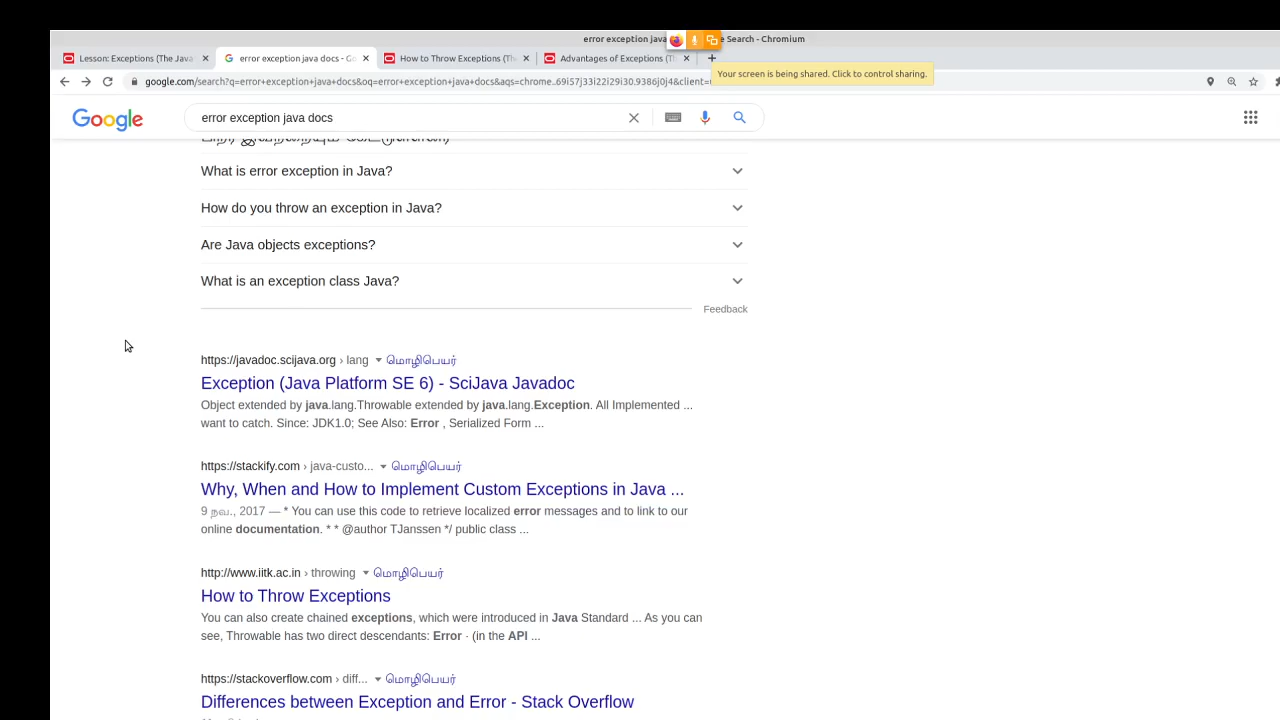 error exception java
e Search - Chromium
Lesson: Exceptions (The Java
error exception java docs - Go
How to Throw Exceptions (Th
Advantages of Exceptions (Th
Your screen is being shared. Click to control sharing.
google.com/search?q=error+exception+java+docs&oq=error+exception+java+docs&aqs=chrome..69i57j33i22i29i30.9386j0j4&client=
Google
error exception java docs
What is error exception in Java?
How do you throw an exception in Java?
Are Java objects exceptions?
What is an exception class Java?
Feedback
https://javadoc.scijava.org › lang மொழிபெயர்
Exception (Java Platform SE 6) - SciJava Javadoc
Object extended by java.lang.Throwable extended by java.lang.Exception. All Implemented ...
want to catch. Since: JDK1.0; See Also: Error , Serialized Form ...
https://stackify.com › java-custo... மொழிபெயர்
Why, When and How to Implement Custom Exceptions in Java ...
9 நவ., 2017 — * You can use this code to retrieve localized error messages and to link to our
online documentation. * * @author TJanssen */ public class ...
http://www.iitk.ac.in › throwing மொழிபெயர்
How to Throw Exceptions
You can also create chained exceptions, which were introduced in Java Standard ... As you can
see, Throwable has two direct descendants: Error - (in the API ...
https://stackoverflow.com › diff... மொழிபெயர்
Differences between Exception and Error - Stack Overflow